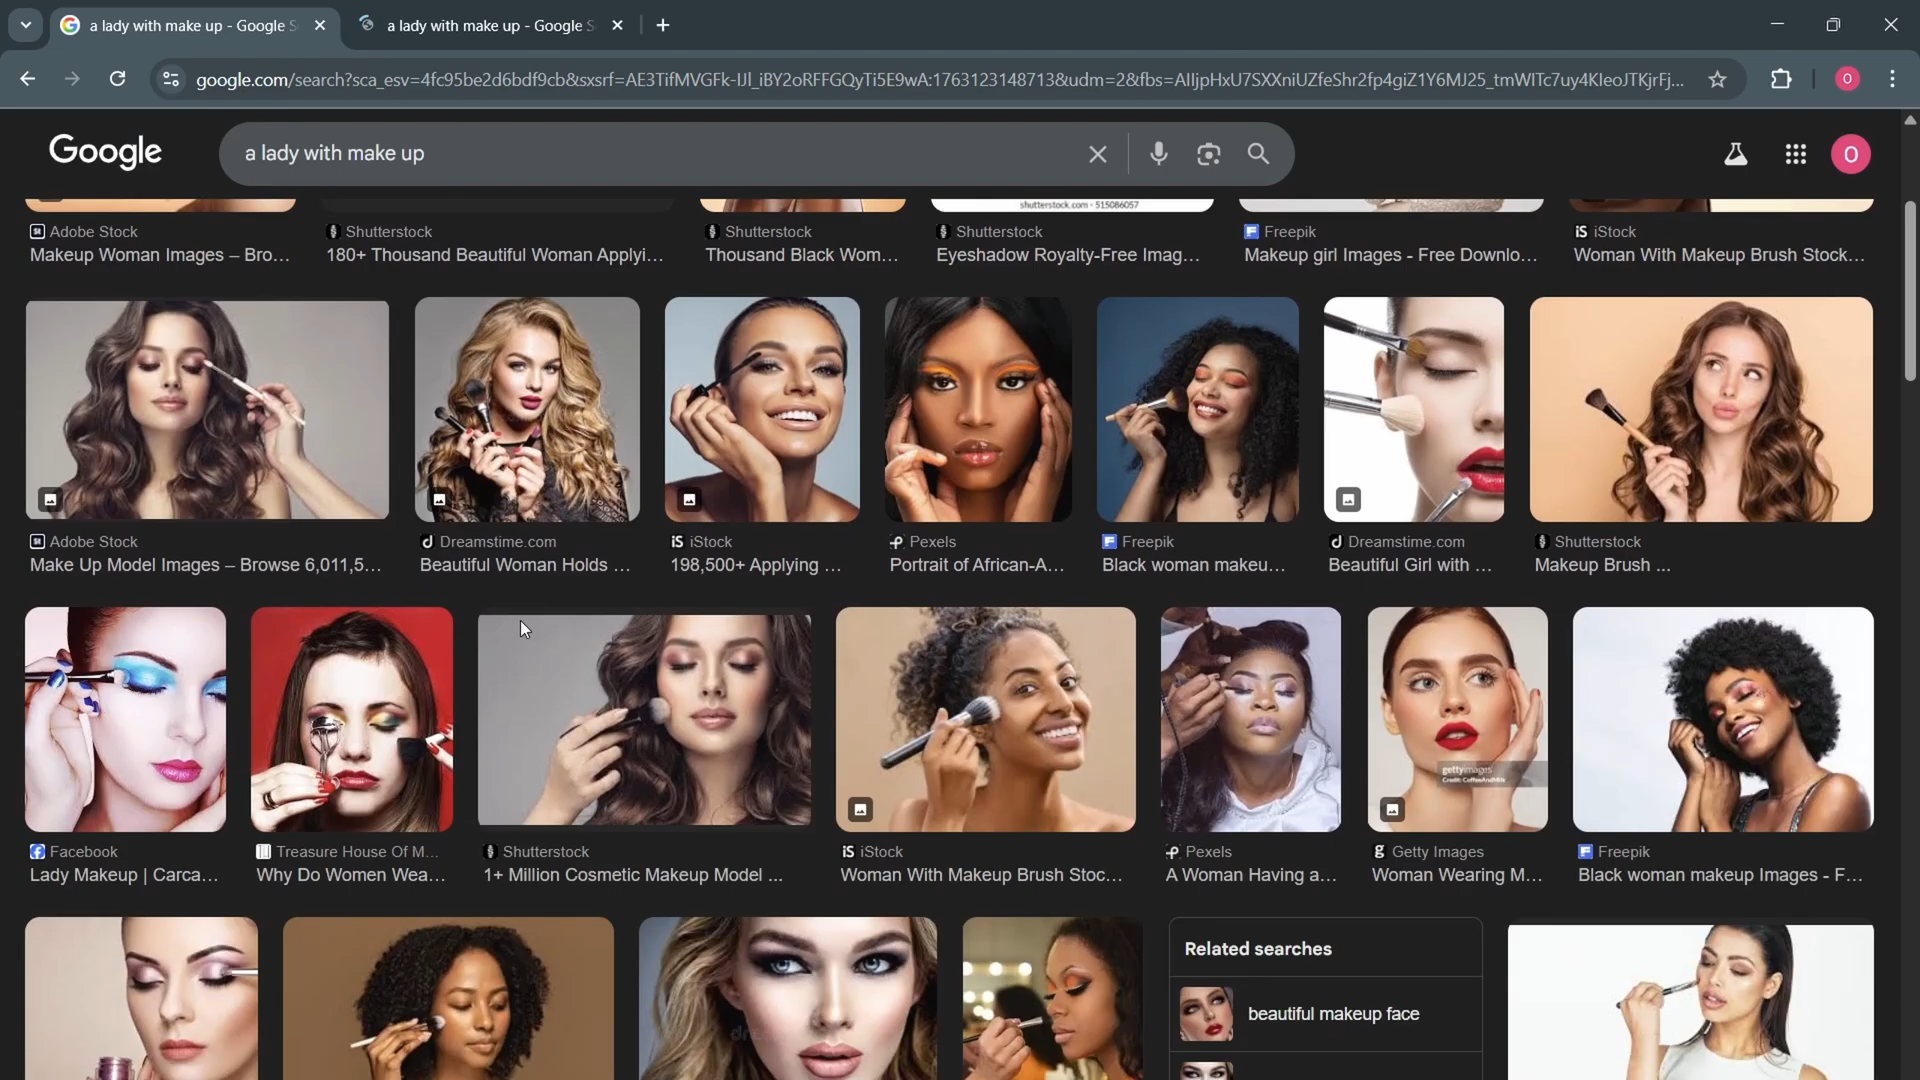 a lady with make up - Google S
a lady with make up - Google S
google.com/search?sca_esv=4fc95be2d6bdf9cb&sxsrf=AE3TifMVGFk-IJl_iBY2oRFFGQyTi5E9wA:1763123148713&udm=2&fbs=AIIjpHxU7SXXniUZfeShr2fp4giZ1Y6MJ25_tmWITc7uy4KIeoJTKjrFj...
O
Google
a lady with make up
O
shutterstock.com · 515086057
Adobe Stock
Shutterstock
Shutterstock
Shutterstock
Freepik
iStock
Makeup Woman Images – Bro...
180+ Thousand Beautiful Woman Applyi...
Thousand Black Wom...
Eyeshadow Royalty-Free Imag...
Makeup girl Images - Free Downlo...
Woman With Makeup Brush Stock...
Adobe Stock
Dreamstime.com
iStock
Pexels
Freepik
Dreamstime.com
Shutterstock
Make Up Model Images – Browse 6,011,5...
Beautiful Woman Holds ...
198,500+ Applying ...
Portrait of African-A...
Black woman makeu...
Beautiful Girl with ...
Makeup Brush ...
gettyimages
Credit: CoffeeAndMilk
Facebook
Treasure House Of M...
Shutterstock
iStock
Pexels
Getty Images
Freepik
Lady Makeup | Carca...
Why Do Women Wea...
1+ Million Cosmetic Makeup Model ...
Woman With Makeup Brush Stoc...
A Woman Having a...
Woman Wearing M...
Black woman makeup Images - F...
Related searches
beautiful makeup face